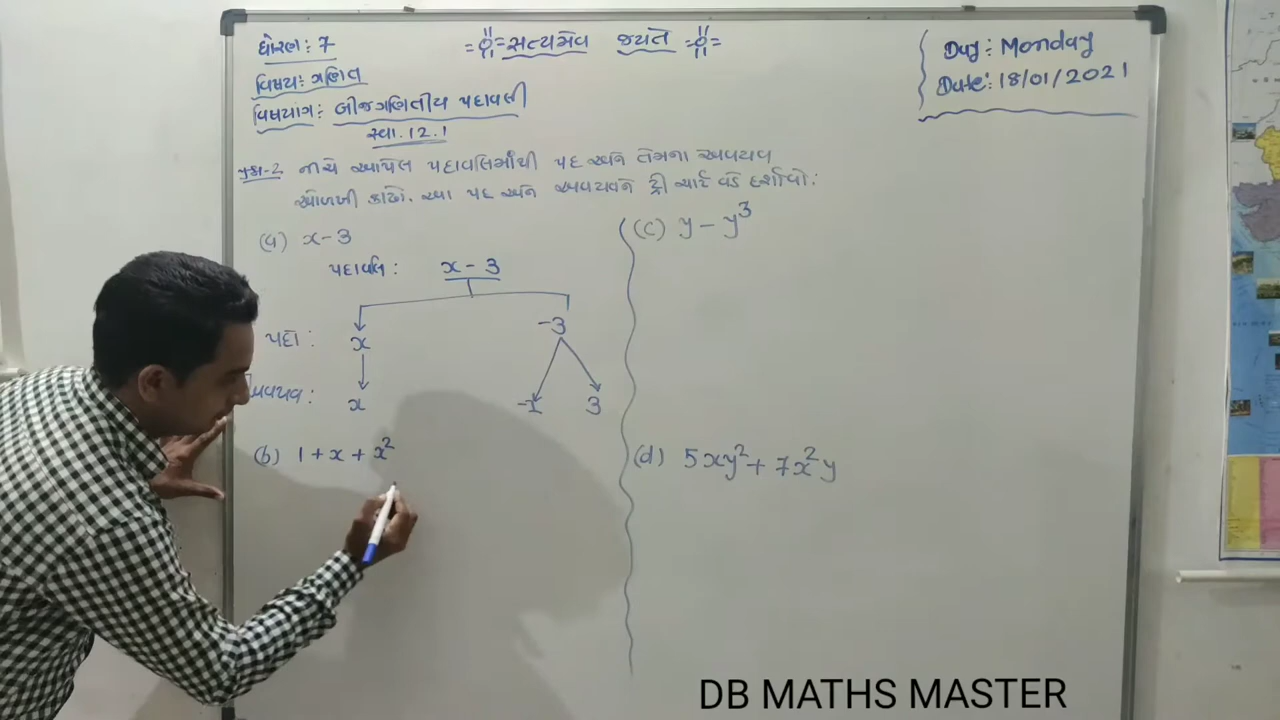 ધોરણ : 7
સત્યમેવ જયતે
Day : Monday
Date : 18/01/2021
વિષય : ગણિત
વિષયાંગ : બીજગણિતીય પદાવલી
સ્વા. 12.1
પ્રશ્ન-2 નીચે આપેલ પદાવલિમાંથી પદ અને તેમના અવયવ
ઓળખી કાઢો. આ પદ અને અવયવને ટ્રી ચાર્ટ વડે દર્શાવો :
(a) x - 3
પદાવલિ : x - 3
પદો : x -3
અવયવ : x -1 3
(b) 1 + x + x²
(c) y - y³
(d) 5xy² + 7x²y
DB MATHS MASTER